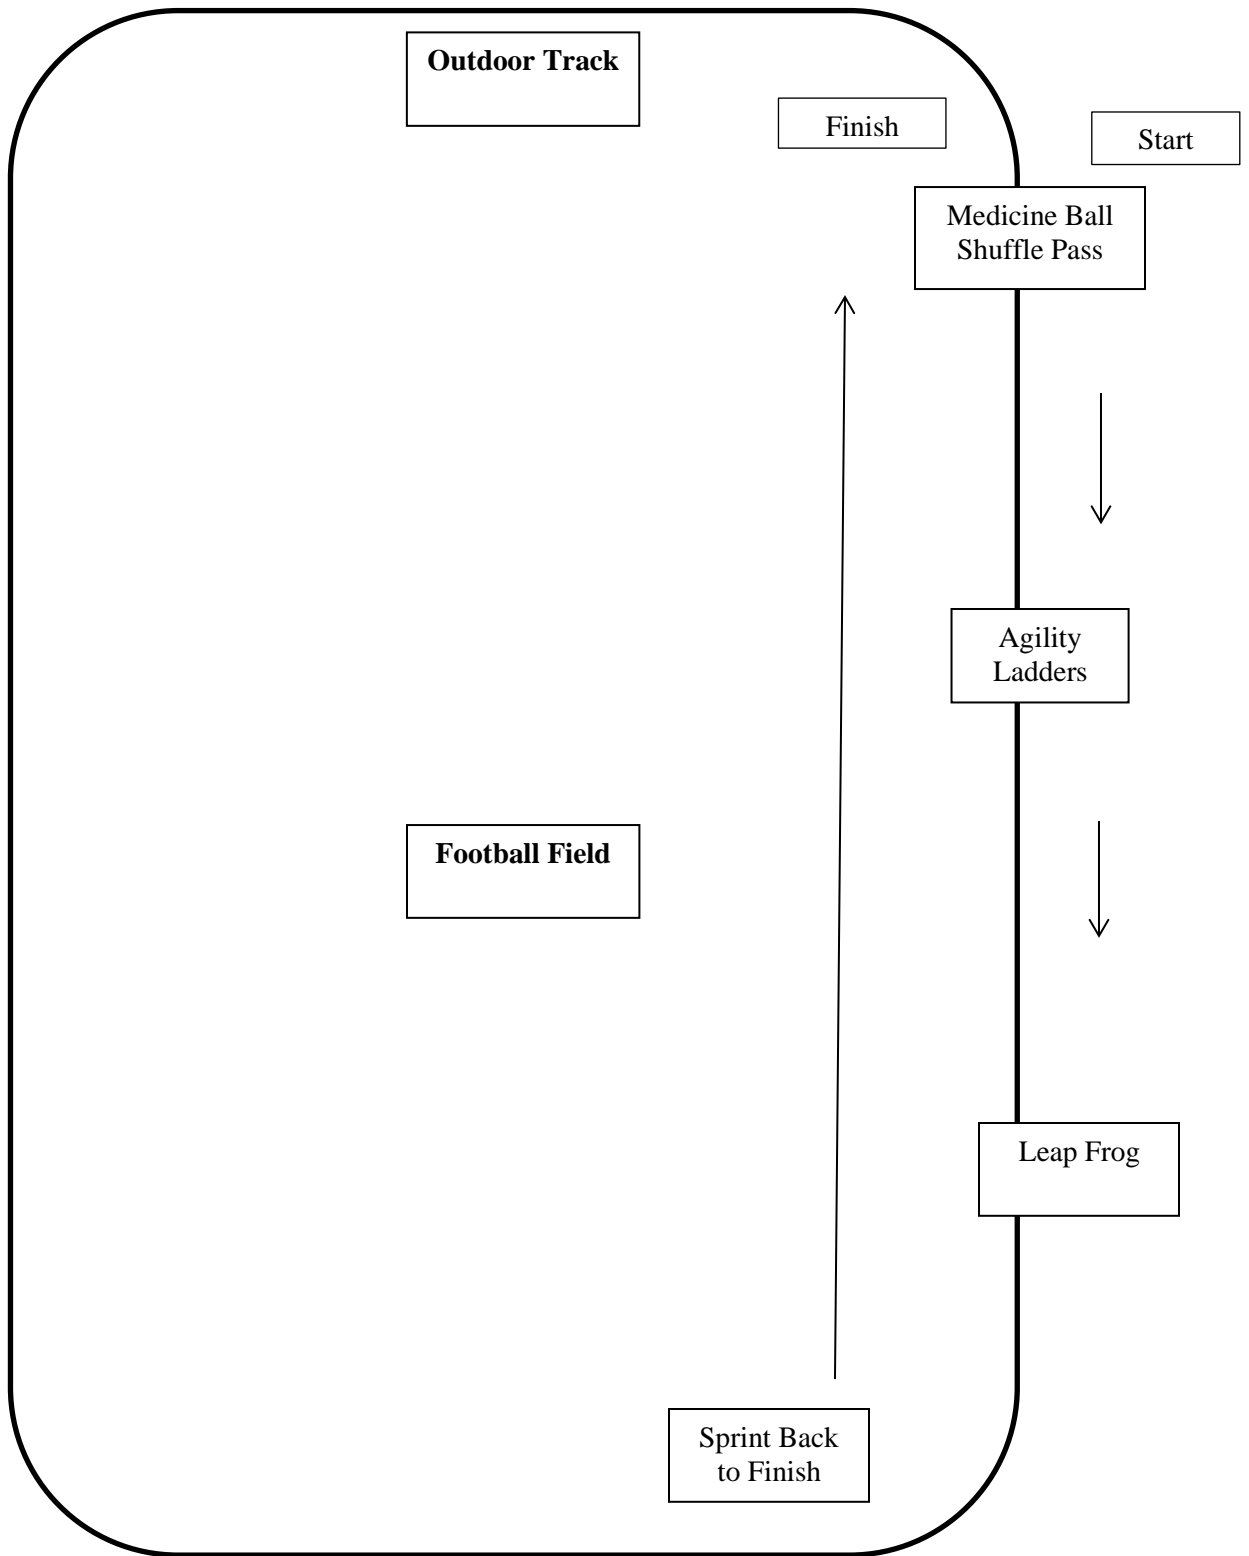 Outdoor Track
Finish
Start
Medicine Ball
Shuffle Pass
Agility
Ladders
Football Field
Leap Frog
Sprint Back
to Finish